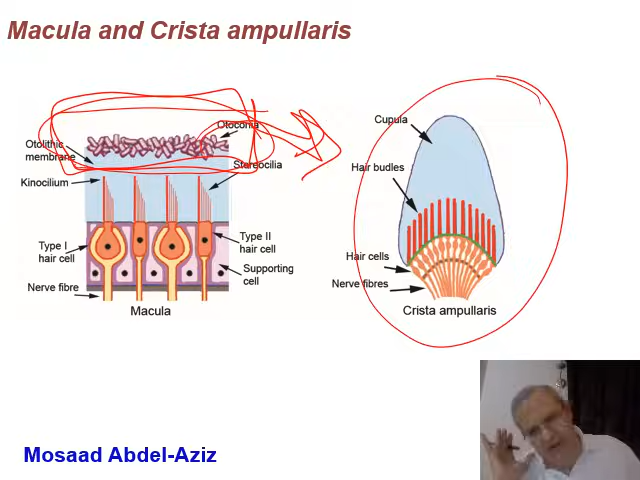 Macula and Crista ampullaris
Otoconia
Otolithic
membrane
Stereocilia
Kinocilium
Type I
hair cell
Type II
hair cell
Supporting
cell
Nerve fibre
Macula
Cupula
Hair budles
Hair cells
Nerve fibres
Crista ampullaris
Mosaad Abdel-Aziz